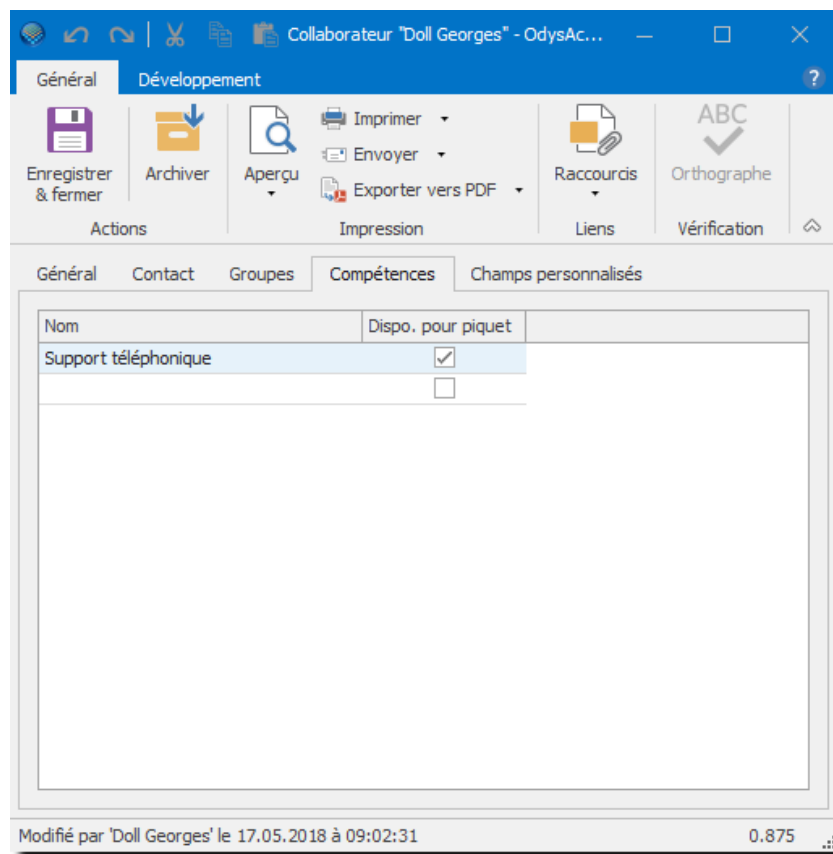 Collaborateur "Doll Georges" - OdysAc...
Général Développement ?
Enregistrer & fermer
Archiver
Aperçu
Imprimer
Envoyer
Exporter vers PDF
Raccourcis
ABC
Orthographe
Actions Impression Liens Vérification
Général Contact Groupes Compétences Champs personnalisés
Nom Dispo. pour piquet
Support téléphonique
Modifié par 'Doll Georges' le 17.05.2018 à 09:02:31 0.875